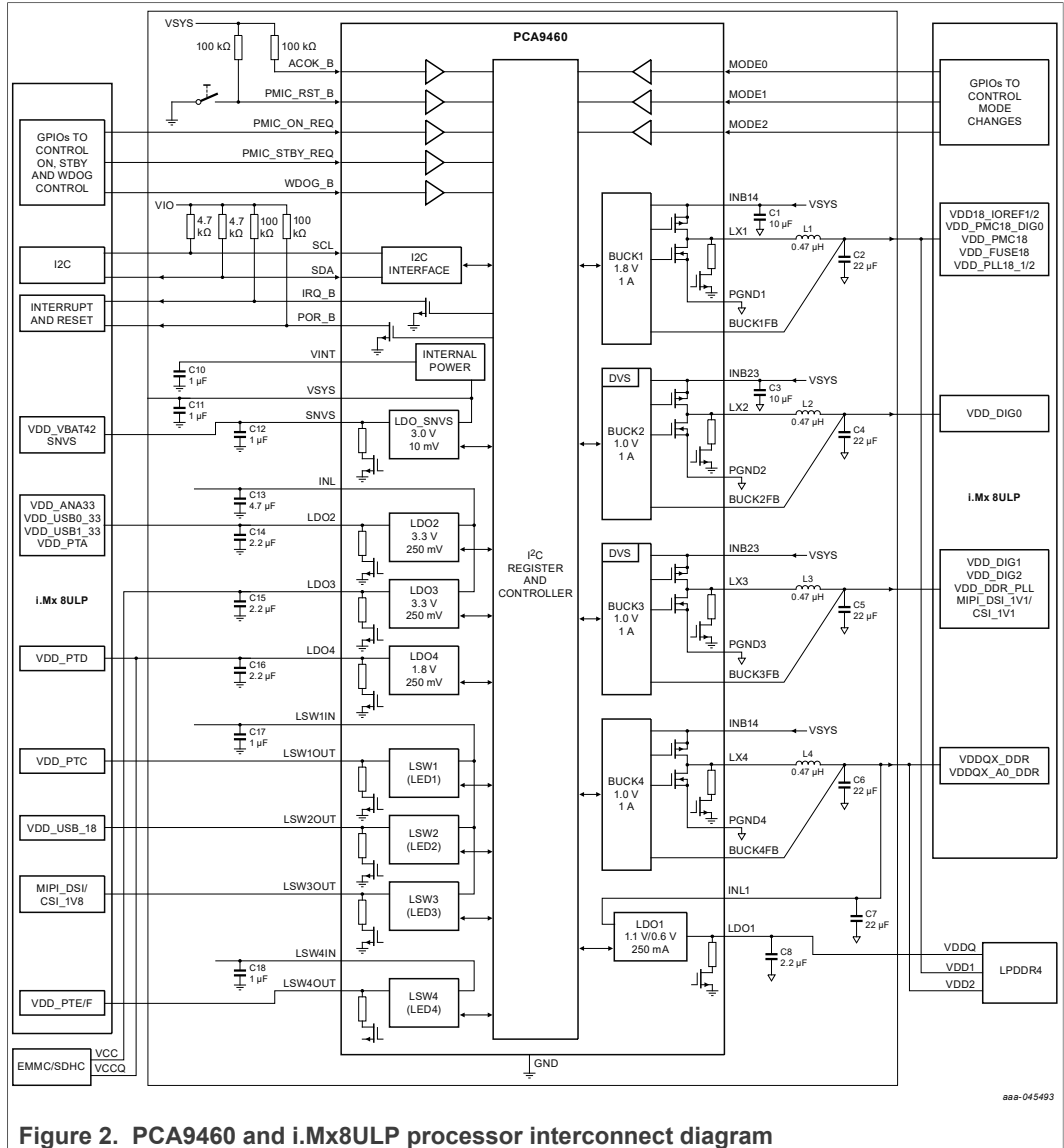 VSYS
100 kΩ
100 kΩ
ACOK_B
PMIC_RST_B
GPIOs TO
CONTROL
ON, STBY
AND WDOG
CONTROL
PMIC_ON_REQ
PMIC_STBY_REQ
WDOG_B
VIO
4.7
kΩ
4.7
kΩ
100
kΩ
100
kΩ
I2C
SCL
SDA
INTERRUPT
AND RESET
IRQ_B
POR_B
VINT
C10
1 µF
VSYS
C11
1 µF
VDD_VBAT42
SNVS
SNVS
C12
1 µF
INL
C13
4.7 µF
VDD_ANA33
VDD_USB0_33
VDD_USB1_33
VDD_PTA
LDO2
C14
2.2 µF
i.Mx 8ULP
LDO3
C15
2.2 µF
VDD_PTD
LDO4
C16
2.2 µF
LSW1IN
C17
1 µF
VDD_PTC
LSW1OUT
VDD_USB_18
LSW2OUT
MIPI_DSI/
CSI_1V8
LSW3OUT
LSW4IN
C18
1 µF
VDD_PTE/F
LSW4OUT
EMMC/SDHC
VCC
VCCQ
PCA9460
I2C
INTERFACE
INTERNAL
POWER
LDO_SNVS
3.0 V
10 mV
LDO2
3.3 V
250 mV
LDO3
3.3 V
250 mV
LDO4
1.8 V
250 mV
LSW1
(LED1)
LSW2
(LED2)
LSW3
(LED3)
LSW4
(LED4)
I2C
REGISTER
AND
CONTROLLER
GND
MODE0
MODE1
MODE2
GPIOs TO
CONTROL
MODE
CHANGES
BUCK1
1.8 V
1 A
INB14
VSYS
C1
10 µF
LX1
L1
0.47 µH
C2
22 µF
PGND1
BUCK1FB
VDD18_IOREF1/2
VDD_PMC18_DIG0
VDD_PMC18
VDD_FUSE18
VDD_PLL18_1/2
DVS
BUCK2
1.0 V
1 A
INB23
VSYS
C3
10 µF
LX2
L2
0.47 µH
C4
22 µF
PGND2
BUCK2FB
VDD_DIG0
i.Mx 8ULP
DVS
BUCK3
1.0 V
1 A
INB23
VSYS
LX3
L3
0.47 µH
C5
22 µF
PGND3
BUCK3FB
VDD_DIG1
VDD_DIG2
VDD_DDR_PLL
MIPI_DSI_1V1/
CSI_1V1
BUCK4
1.0 V
1 A
INB14
VSYS
LX4
L4
0.47 µH
C6
22 µF
PGND4
BUCK4FB
VDDQX_DDR
VDDQX_A0_DDR
INL1
C7
22 µF
LDO1
1.1 V/0.6 V
250 mA
LDO1
C8
2.2 µF
VDDQ
VDD1
VDD2
LPDDR4
aaa-045493
Figure 2. PCA9460 and i.Mx8ULP processor interconnect diagram